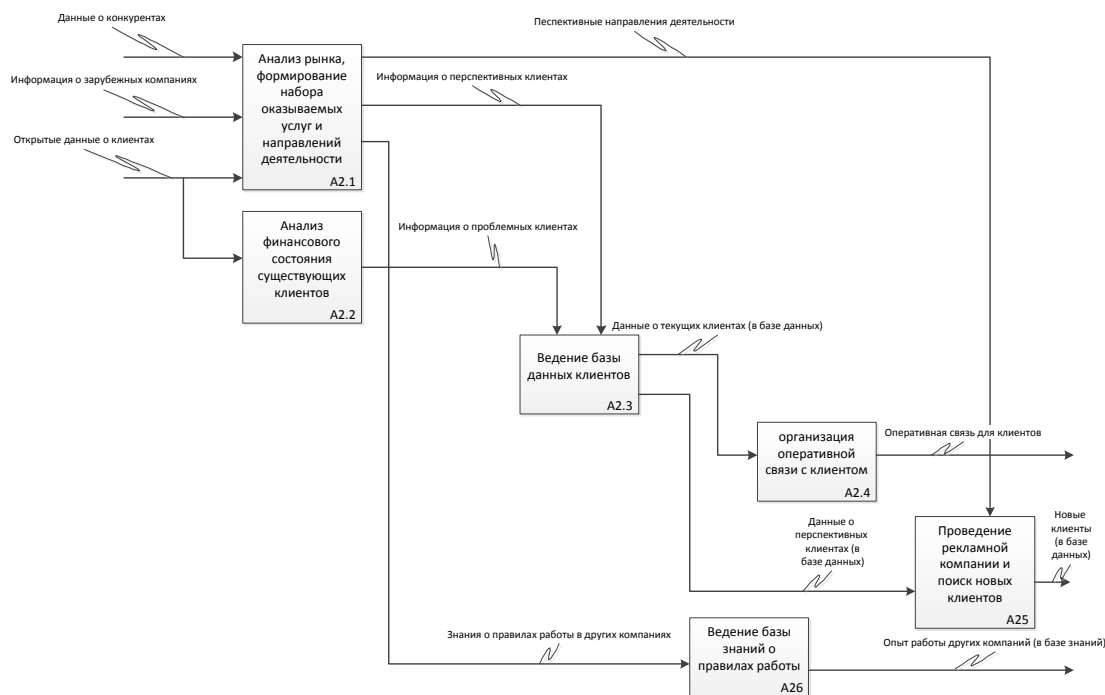 Данные о конкурентах
Песпективные направления деятельности
Анализ рынка,
формирование
набора
оказываемых
услуг и
направлений
деятельности
A2.1
Информация о зарубежных компаниях
Информация о перспективных клиентах
Открытые данные о клиентах
Анализ
финансового
состояния
существующих
клиентов
A2.2
Информация о проблемных клиентах
Данные о текущих клиентах (в базе данных)
Ведение базы
данных клиентов
A2.3
организация
оперативной
связи с клиентом
A2.4
Оперативная связь для клиентов
Данные о
перспективных
клиентах (в
базе данных)
Проведение
рекламной
компании и
поиск новых
клиентов
A25
Новые
клиенты
(в базе
данных)
Знания о правилах работы в других компаниях
Ведение базы
знаний о
правилах работы
A26
Опыт работы других компаний (в базе знаний)